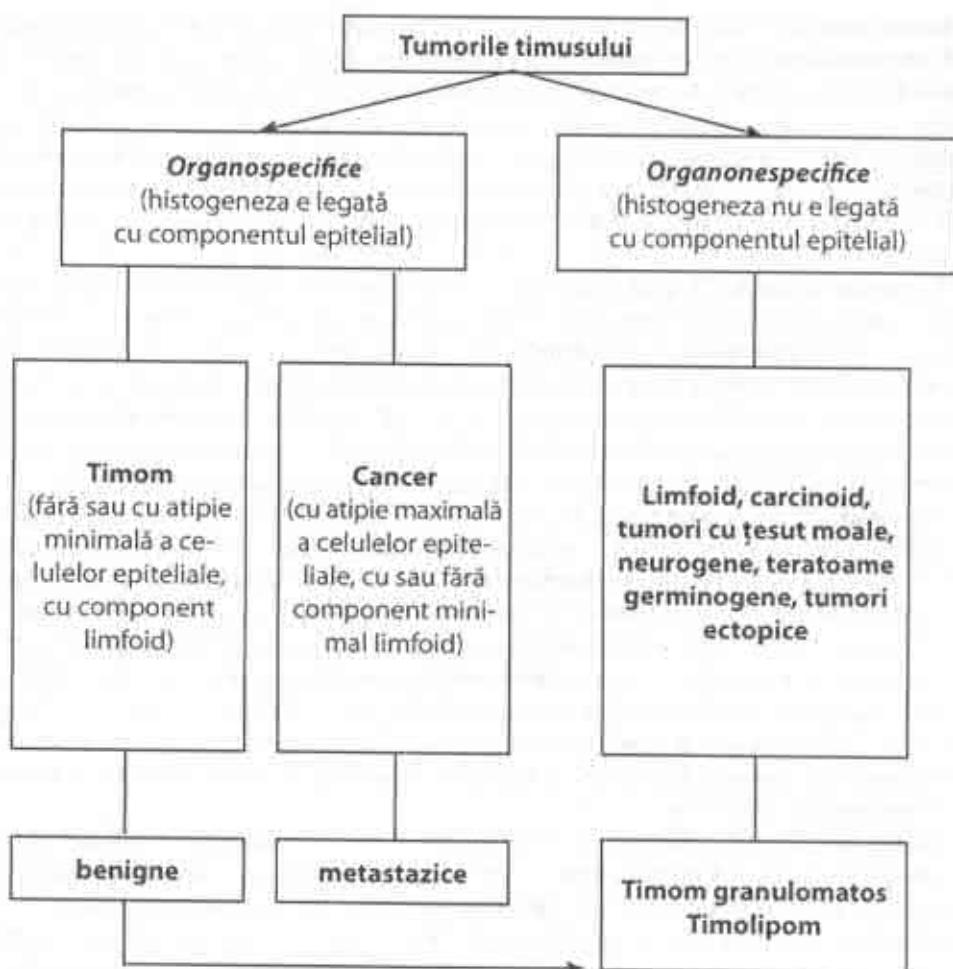 Tumorile timusului
Organospecifice
(histogeneza e legată
cu componentul epitelial)
Organonespecifice
(histogeneza nu e legată
cu componentul epitelial)
Timom
(fără sau cu atipie
minimală a ce-
lulelor epiteliale,
cu component
limfoid)
Cancer
(cu atipie maximală
a celulelor epite-
liale, cu sau fără
component mini-
mal limfoid)
Limfoid, carcinoid,
tumori cu țesut moale,
neurogene, teratoame
germinogene, tumori
ectopice
benigne
metastazice
Timom granulomatos
Timolipom